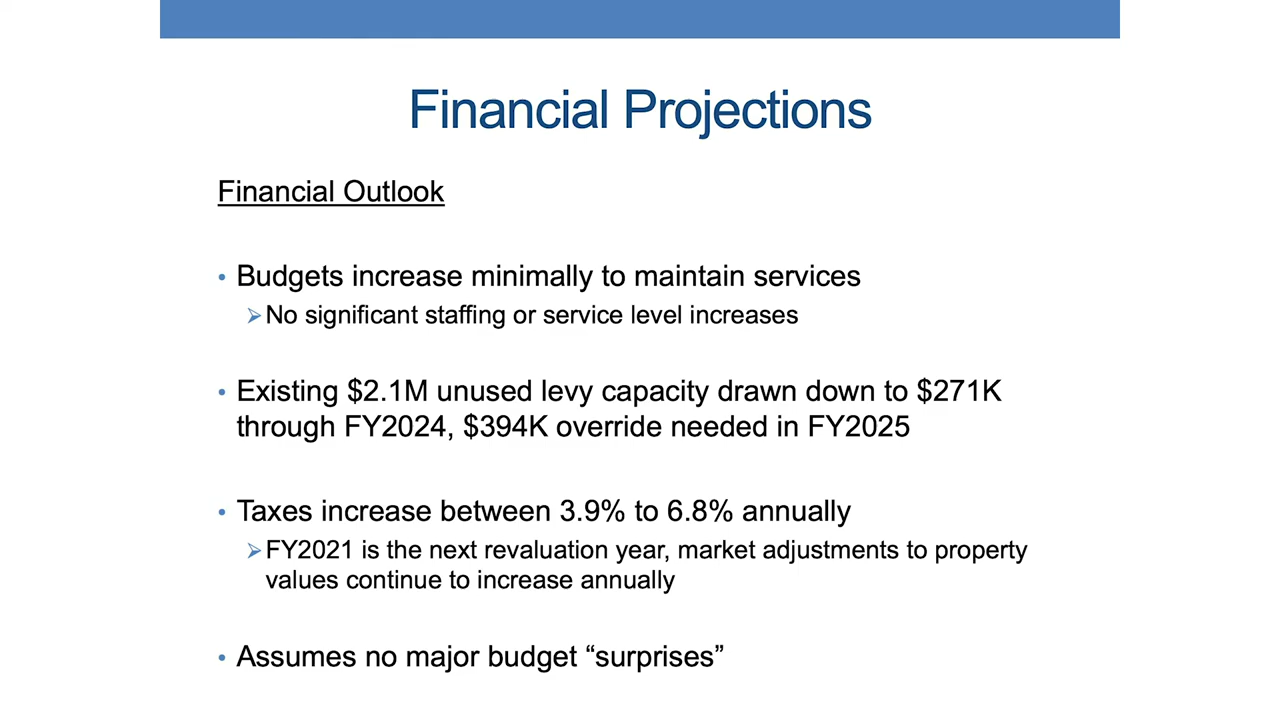 Financial Projections
Financial Outlook
• Budgets increase minimally to maintain services
➢ No significant staffing or service level increases
• Existing $2.1M unused levy capacity drawn down to $271K
through FY2024, $394K override needed in FY2025
• Taxes increase between 3.9% to 6.8% annually
➢ FY2021 is the next revaluation year, market adjustments to property
values continue to increase annually
• Assumes no major budget “surprises”